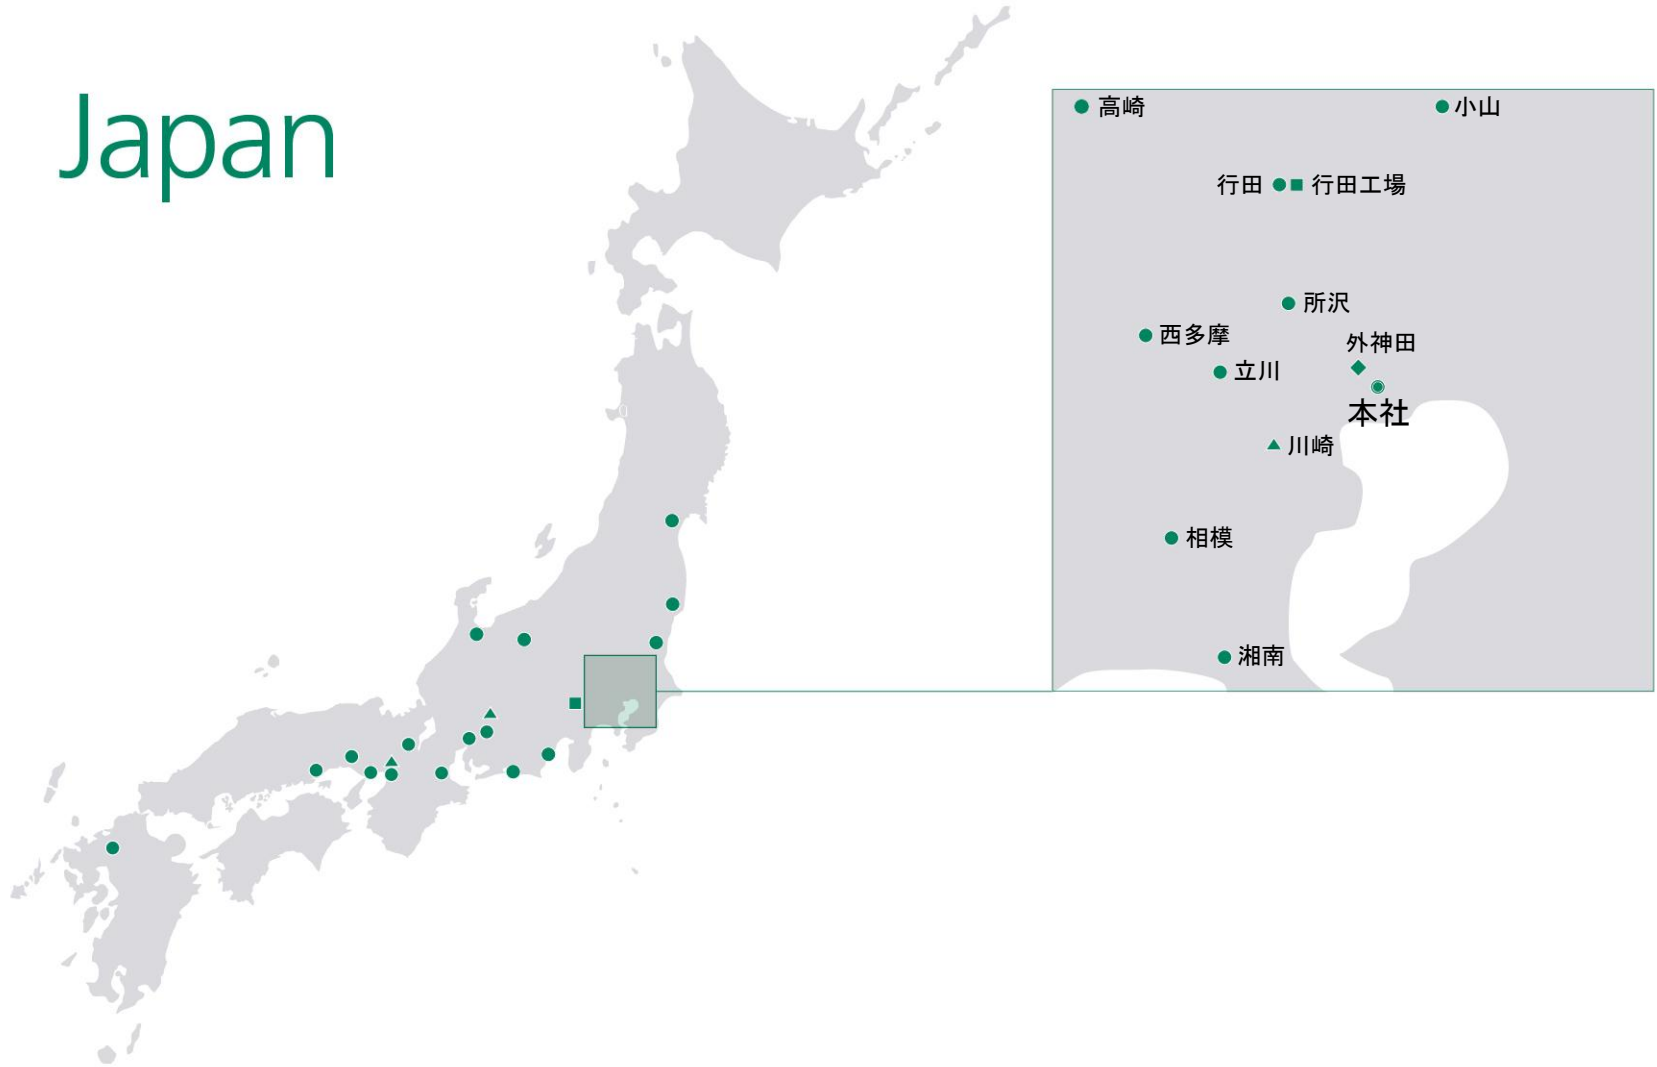 Japan
高崎
小山
行田
行田工場
所沢
西多摩
外神田
立川
本社
川崎
相模
湘南